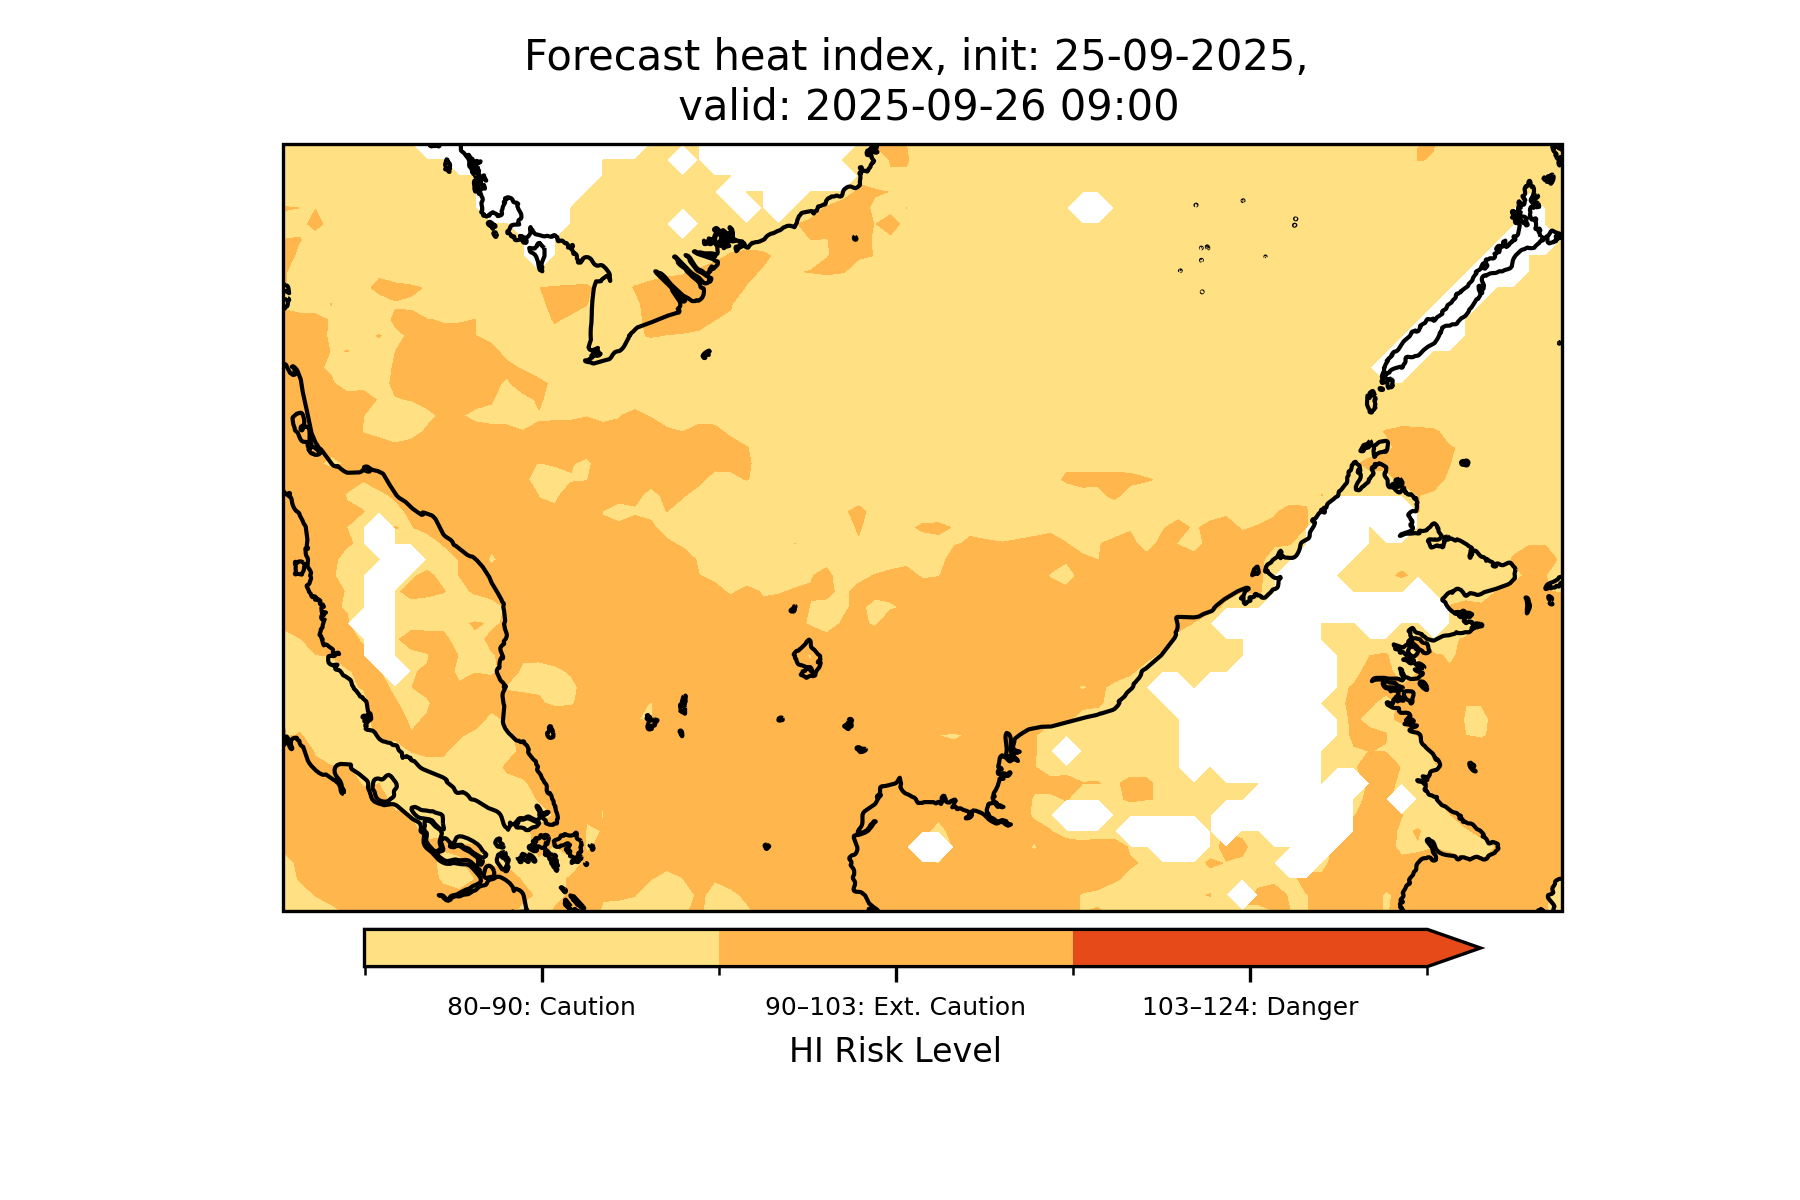 Forecast heat index, init: 25-09-2025,
valid: 2025-09-26 09:00
80–90: Caution
90–103: Ext. Caution
103–124: Danger
HI Risk Level